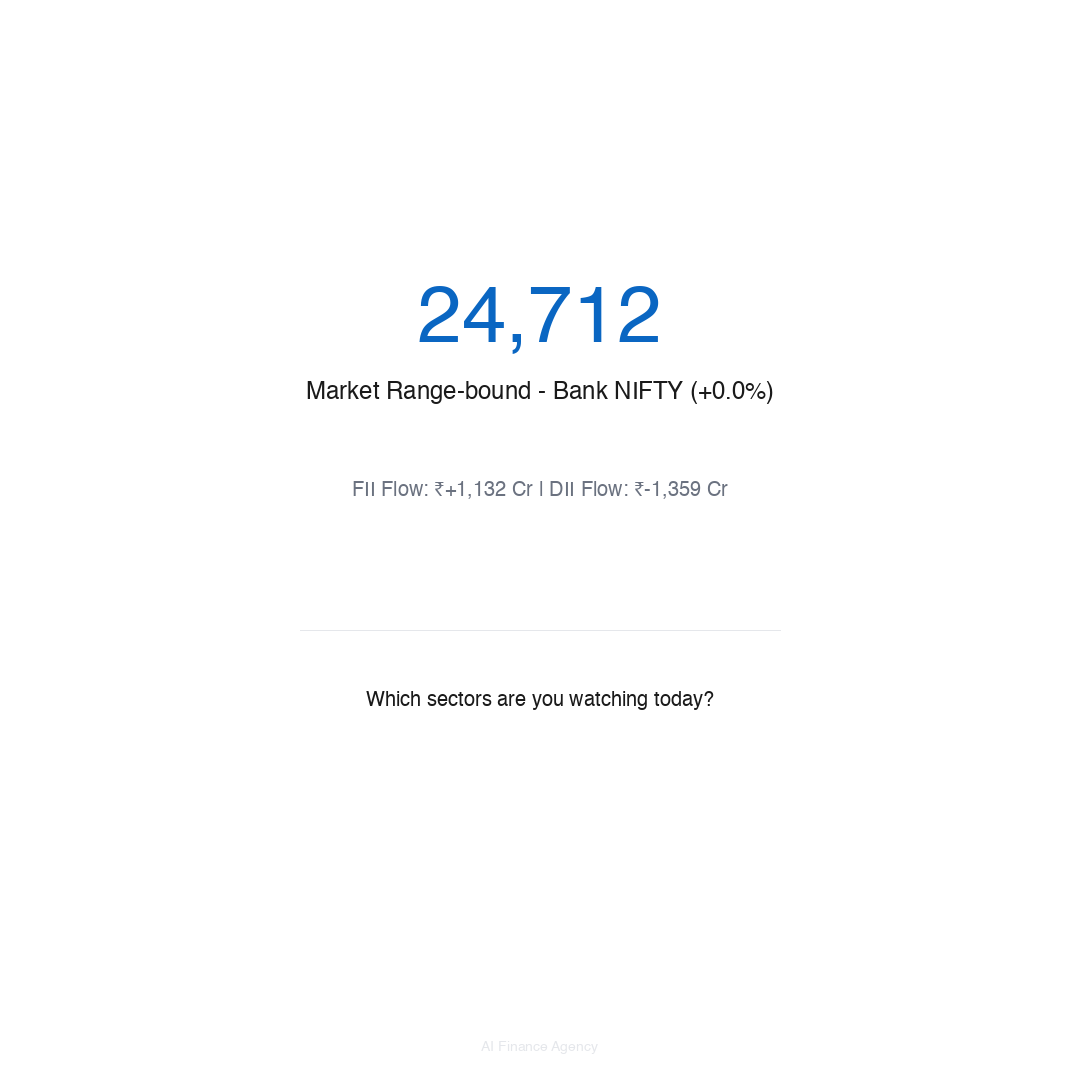 24,712
Market Range-bound - Bank NIFTY (+0.0%)
FII Flow: ₹+1,132 Cr | DII Flow: ₹-1,359 Cr
Which sectors are you watching today?
AI Finance Agency